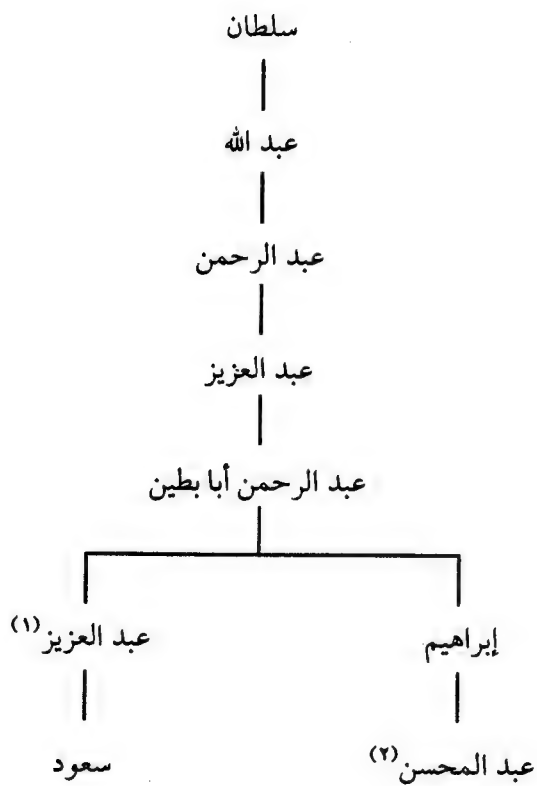 سلطان
عبد الله
عبد الرحمن
عبد العزيز
عبد الرحمن أبا بطين
إبراهيم
عبد العزيز(١)
عبد المحسن(٢)
سعود